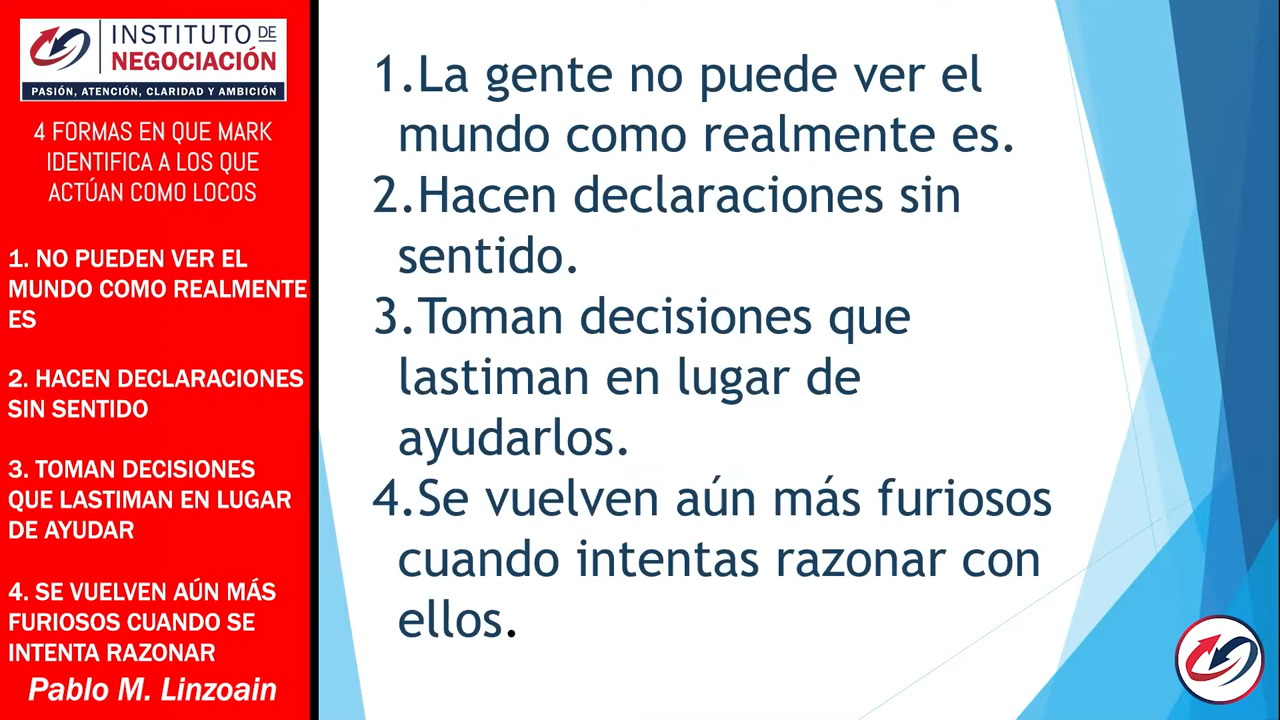 INSTITUTO DE
NEGOCIACIÓN
PASIÓN, ATENCIÓN, CLARIDAD Y AMBICIÓN
4 FORMAS EN QUE MARK
IDENTIFICA A LOS QUE
ACTÚAN COMO LOCOS
1. NO PUEDEN VER EL
MUNDO COMO REALMENTE
ES
2. HACEN DECLARACIONES
SIN SENTIDO
3. TOMAN DECISIONES
QUE LASTIMAN EN LUGAR
DE AYUDAR
4. SE VUELVEN AÚN MÁS
FURIOSOS CUANDO SE
INTENTA RAZONAR
Pablo M. Linzoain
1.La gente no puede ver el
mundo como realmente es.
2.Hacen declaraciones sin
sentido.
3.Toman decisiones que
lastiman en lugar de
ayudarlos.
4.Se vuelven aún más furiosos
cuando intentas razonar con
ellos.